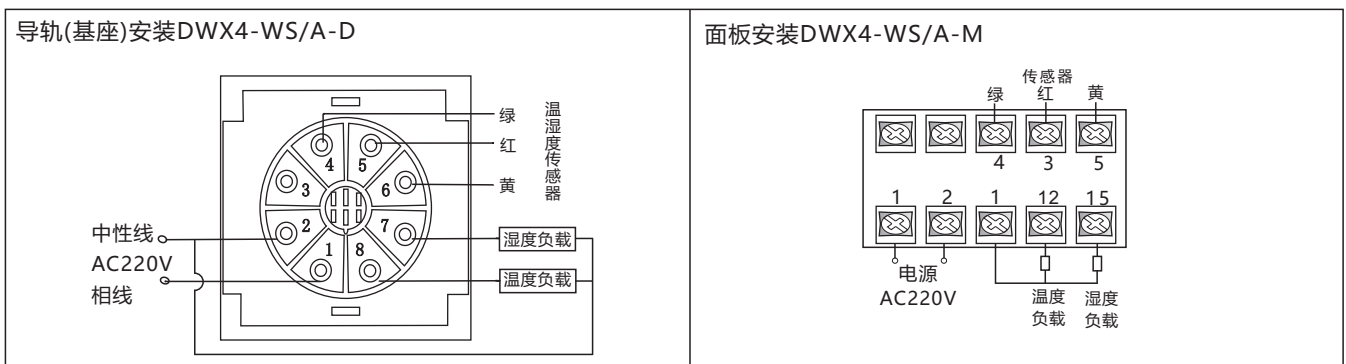 导轨(基座)安装DWX4-WS/A-D
绿
红
黄
温湿度传感器
4
5
3
6
2
7
1
8
中性线
AC220V
相线
湿度负载
温度负载
面板安装DWX4-WS/A-M
传感器
绿 红 黄
4 3 5
1 2 1 12 15
电源
AC220V
温度
负载
湿度
负载